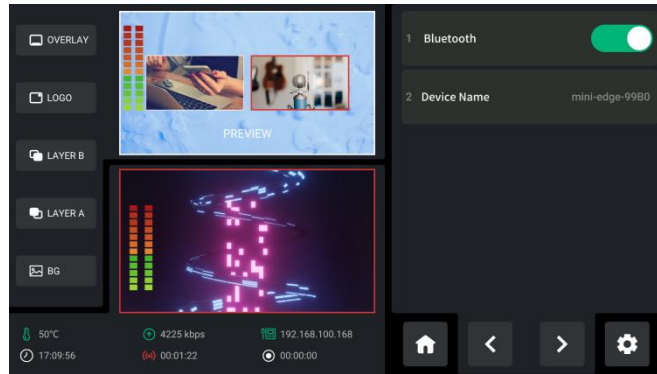 OVERLAY
LOGO
LAYER B
LAYER A
BG
PREVIEW
1 Bluetooth
2 Device Name mini-edge-99B0
50°C
4225 kbps
192.168.100.168
17:09:56
00:01:22
00:00:00